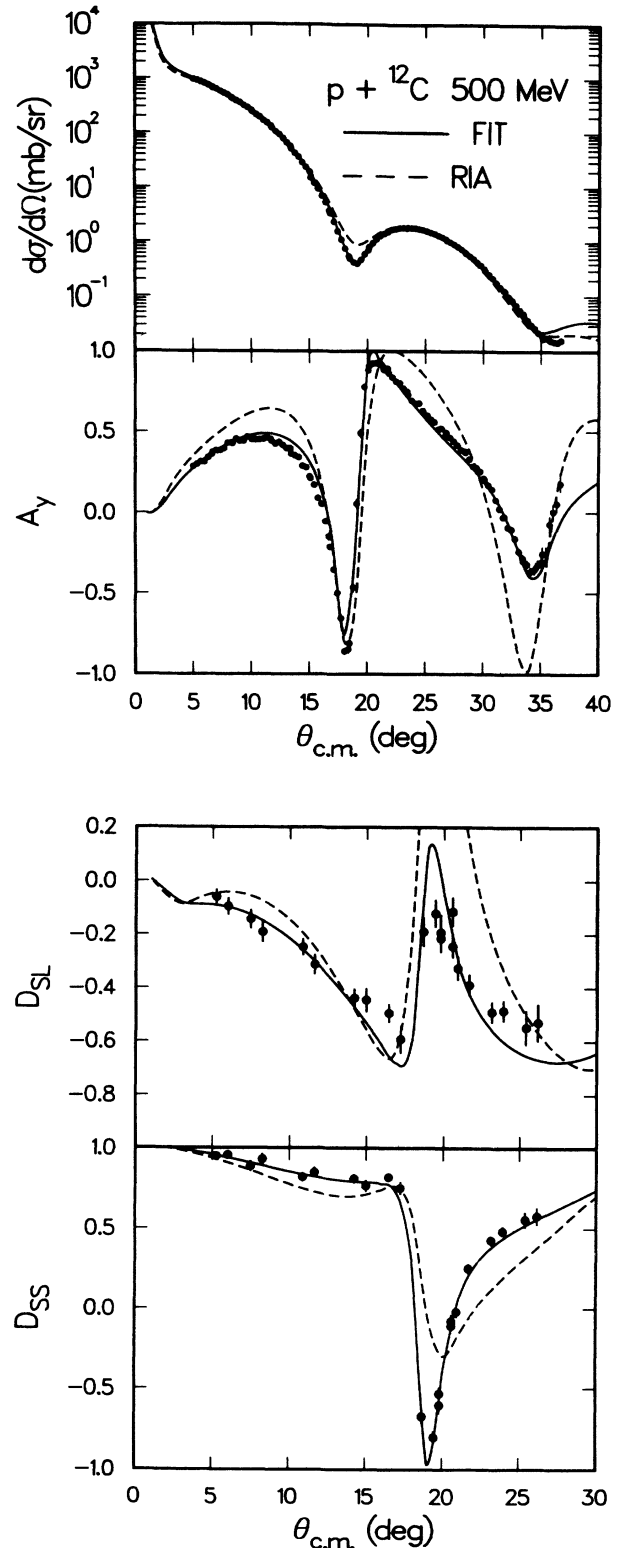 10⁴
10³
10²
10¹
10⁰
10⁻¹
dσ/dΩ(mb/sr)
p + ¹²C 500 MeV
FIT
RIA
1.0
0.5
0.0
−0.5
−1.0
A_y
0 5 10 15 20 25 30 35 40
θ_c.m. (deg)
0.2
0.0
−0.2
−0.4
−0.6
−0.8
D_SL
1.0
0.5
0.0
−0.5
−1.0
D_SS
0 5 10 15 20 25 30
θ_c.m. (deg)